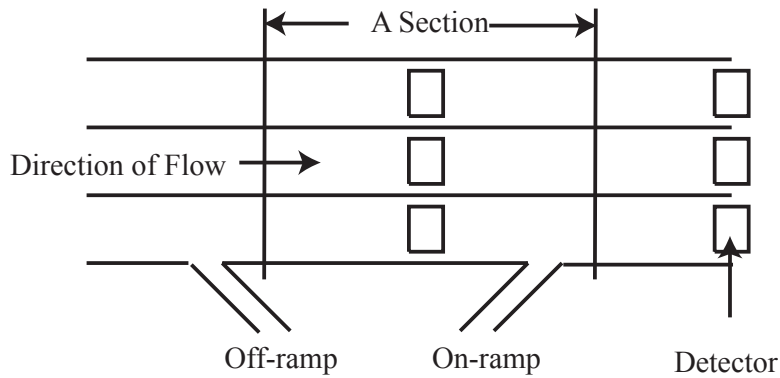 A Section
Direction of Flow
Off-ramp
On-ramp
Detector